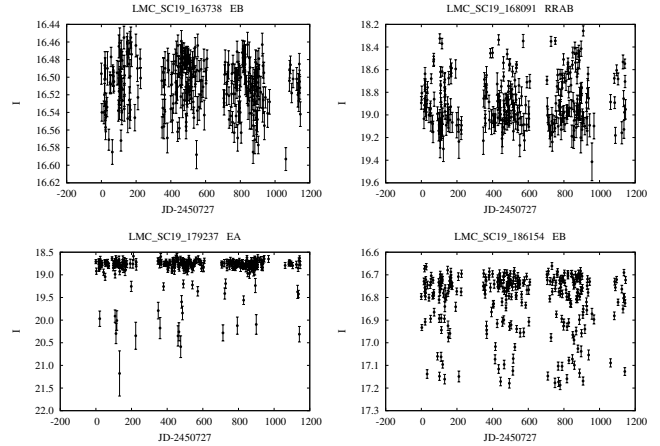 LMC_SC19_163738 EB
16.44
16.46
16.48
16.50
16.52
16.54
16.56
16.58
16.60
16.62
I
-200 0 200 400 600 800 1000 1200
JD-2450727
LMC_SC19_168091 RRAB
18.2
18.4
18.6
18.8
19.0
19.2
19.4
19.6
I
-200 0 200 400 600 800 1000 1200
JD-2450727
LMC_SC19_179237 EA
18.5
19.0
19.5
20.0
20.5
21.0
21.5
22.0
I
-200 0 200 400 600 800 1000 1200
JD-2450727
LMC_SC19_186154 EB
16.6
16.7
16.8
16.9
17.0
17.1
17.2
17.3
I
-200 0 200 400 600 800 1000 1200
JD-2450727